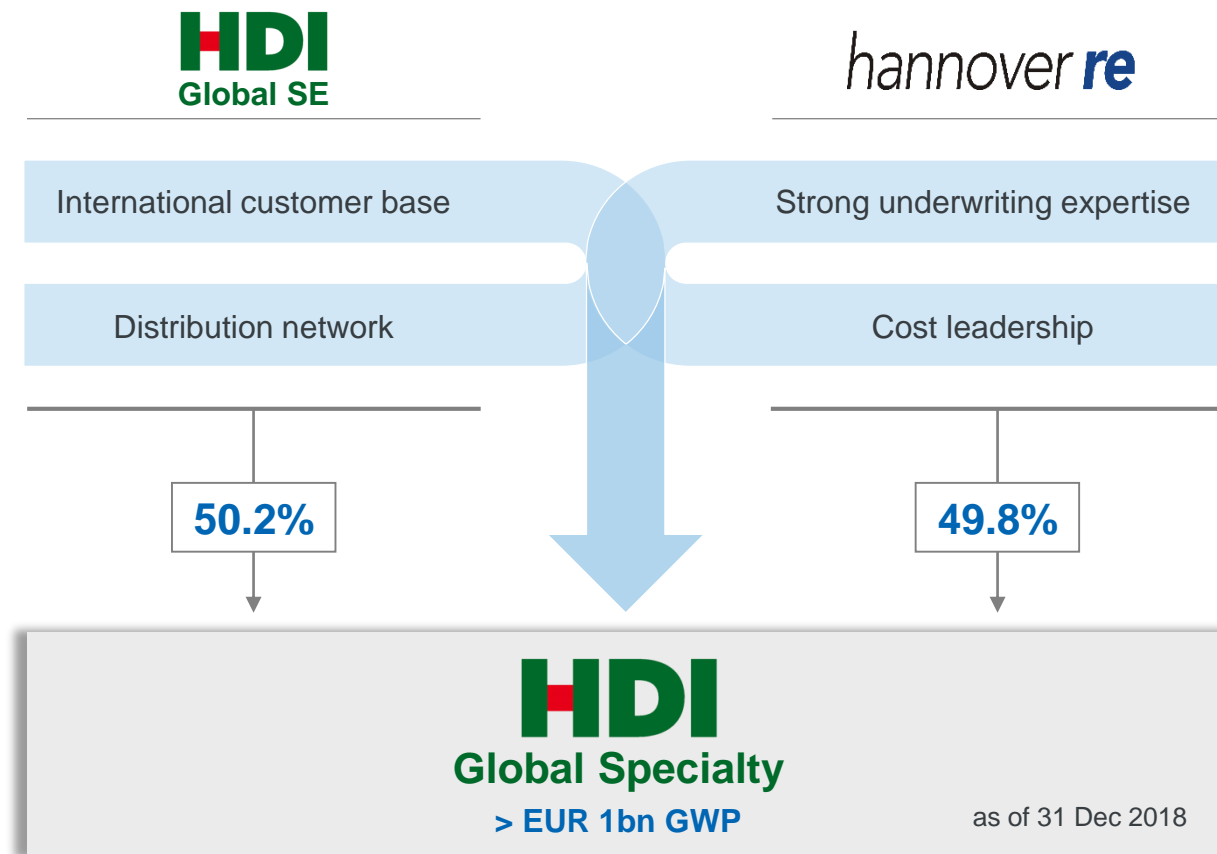 HDI
Global SE
hannover re
International customer base
Strong underwriting expertise
Distribution network
Cost leadership
50.2%
49.8%
HDI
Global Specialty
> EUR 1bn GWP
as of 31 Dec 2018